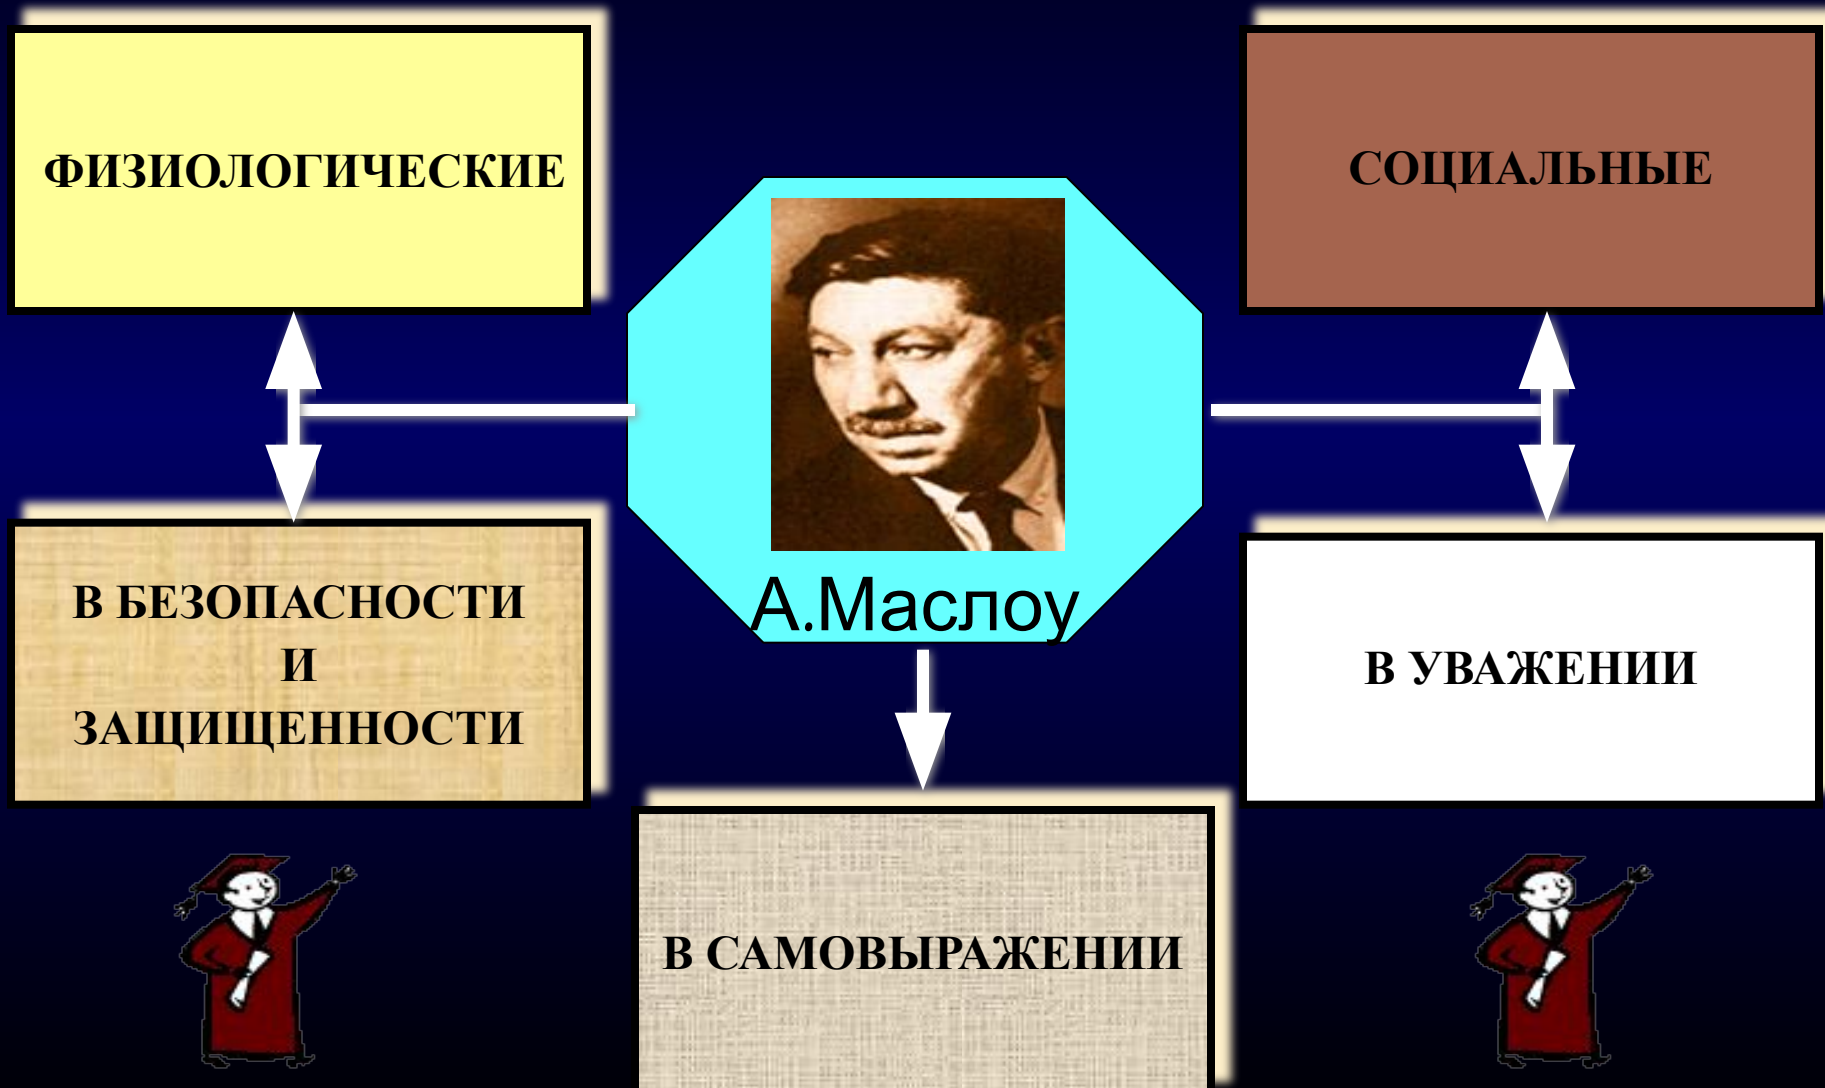 ФИЗИОЛОГИЧЕСКИЕ
СОЦИАЛЬНЫЕ
А.Маслоу
В БЕЗОПАСНОСТИ
И
ЗАЩИЩЕННОСТИ
В УВАЖЕНИИ
В САМОВЫРАЖЕНИИ